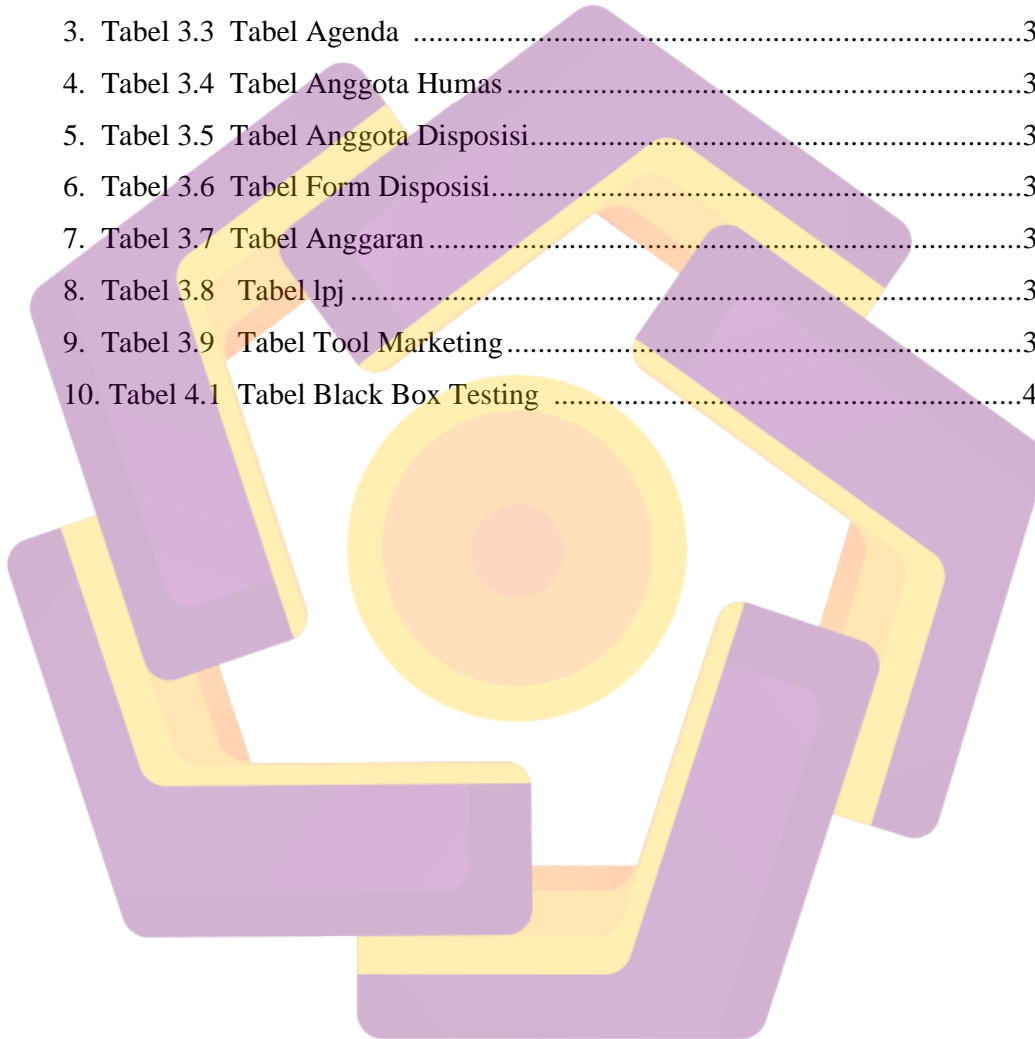 3. Tabel 3.3 Tabel Agenda ..................................................................................3
4. Tabel 3.4 Tabel Anggota Humas......................................................................3
5. Tabel 3.5 Tabel Anggota Disposisi...................................................................3
6. Tabel 3.6 Tabel Form Disposisi........................................................................3
7. Tabel 3.7 Tabel Anggaran................................................................................3
8. Tabel 3.8 Tabel lpj ..........................................................................................3
9. Tabel 3.9 Tabel Tool Marketing......................................................................3
10. Tabel 4.1 Tabel Black Box Testing ...............................................................4